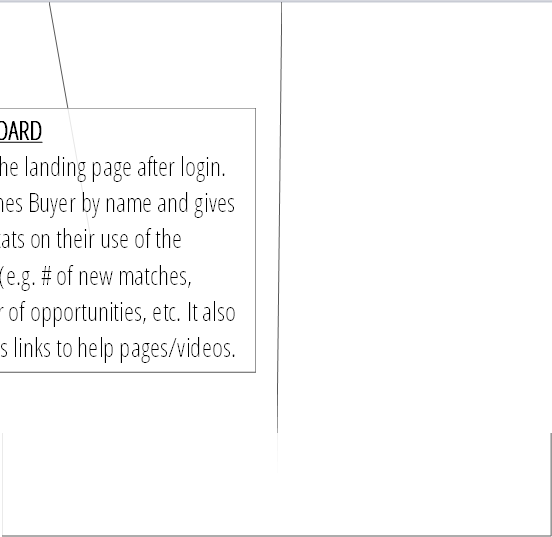 OARD
he landing page after login.
nes Buyer by name and gives
tats on their use of the
(e.g. # of new matches,
r of opportunities, etc. It also
s links to help pages/videos.